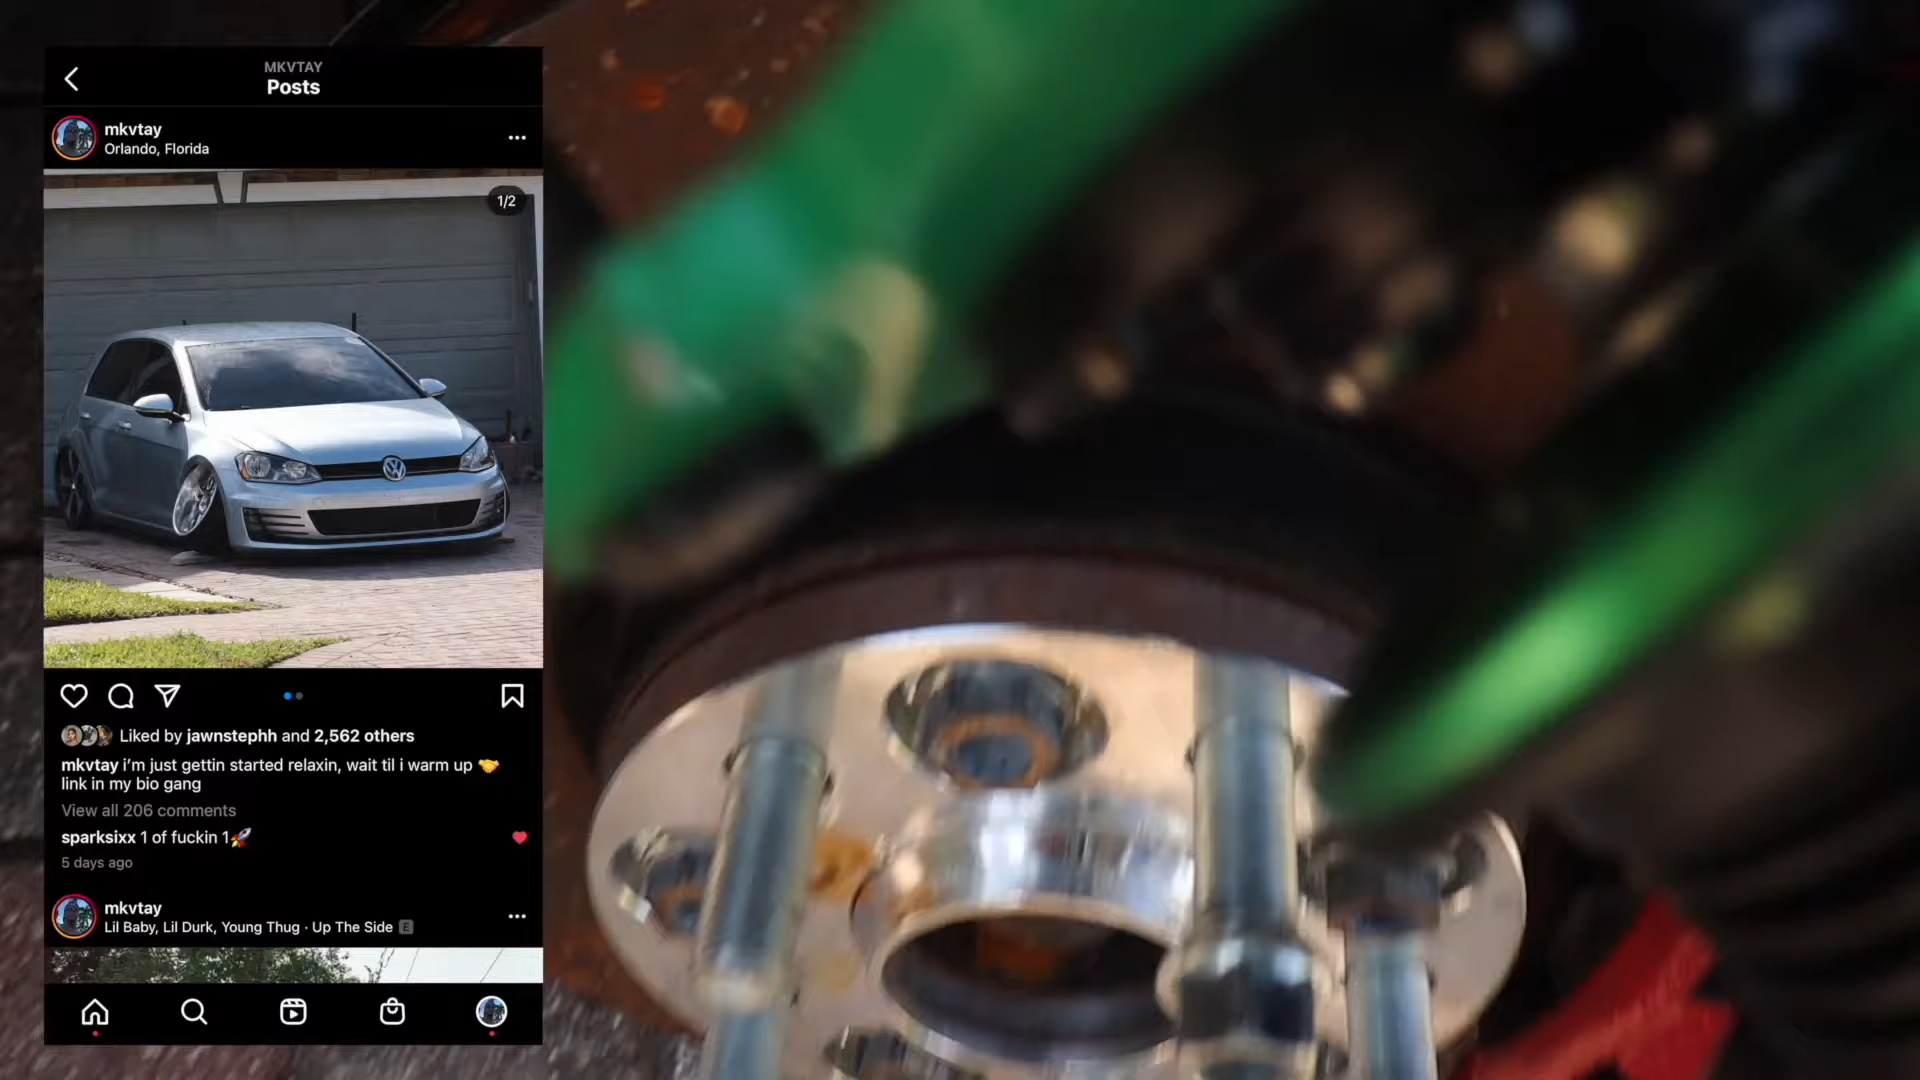 MKVTAY
Posts
mkvtay
Orlando, Florida
1/2
Liked by jawnstephh and 2,562 others
mkvtay i’m just gettin started relaxin, wait til i warm up 🤝
link in my bio gang
View all 206 comments
sparksixx 1 of fuckin 1🚀
5 days ago
mkvtay
Lil Baby, Lil Durk, Young Thug · Up The Side E